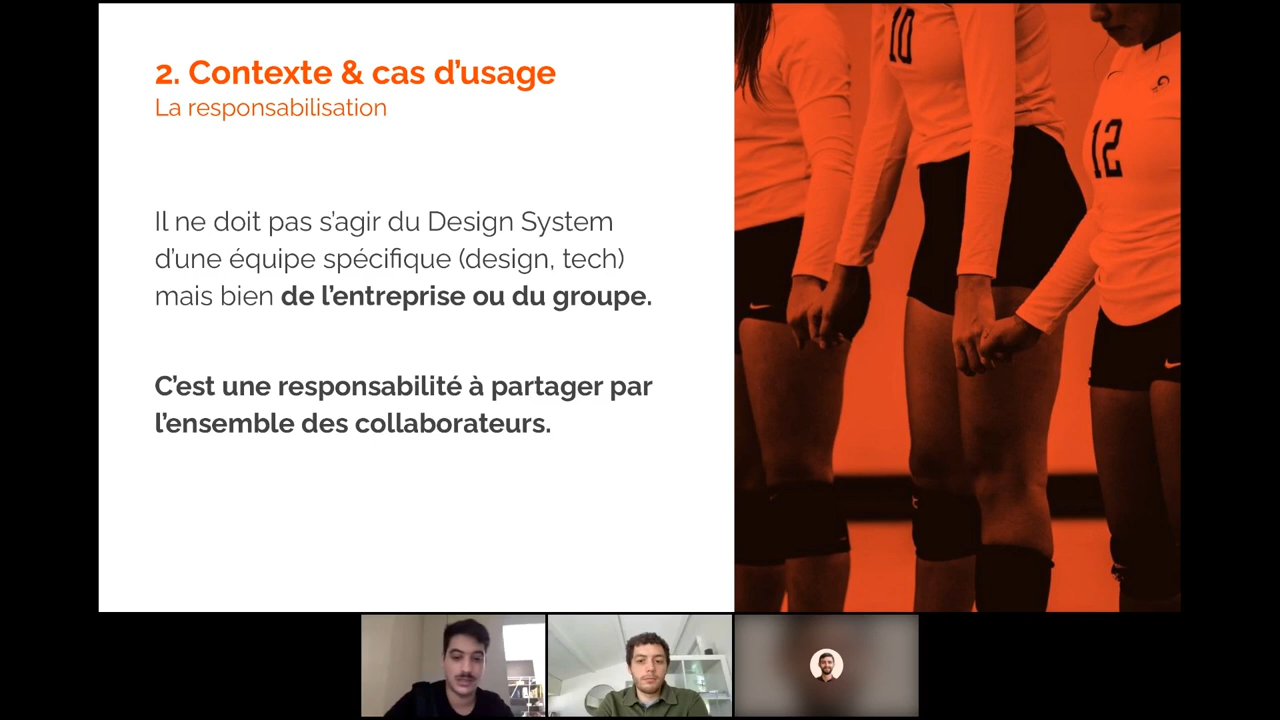 2. Contexte & cas d’usage
La responsabilisation
Il ne doit pas s’agir du Design System
d’une équipe spécifique (design, tech)
mais bien de l’entreprise ou du groupe.
C’est une responsabilité à partager par
l’ensemble des collaborateurs.
10
12